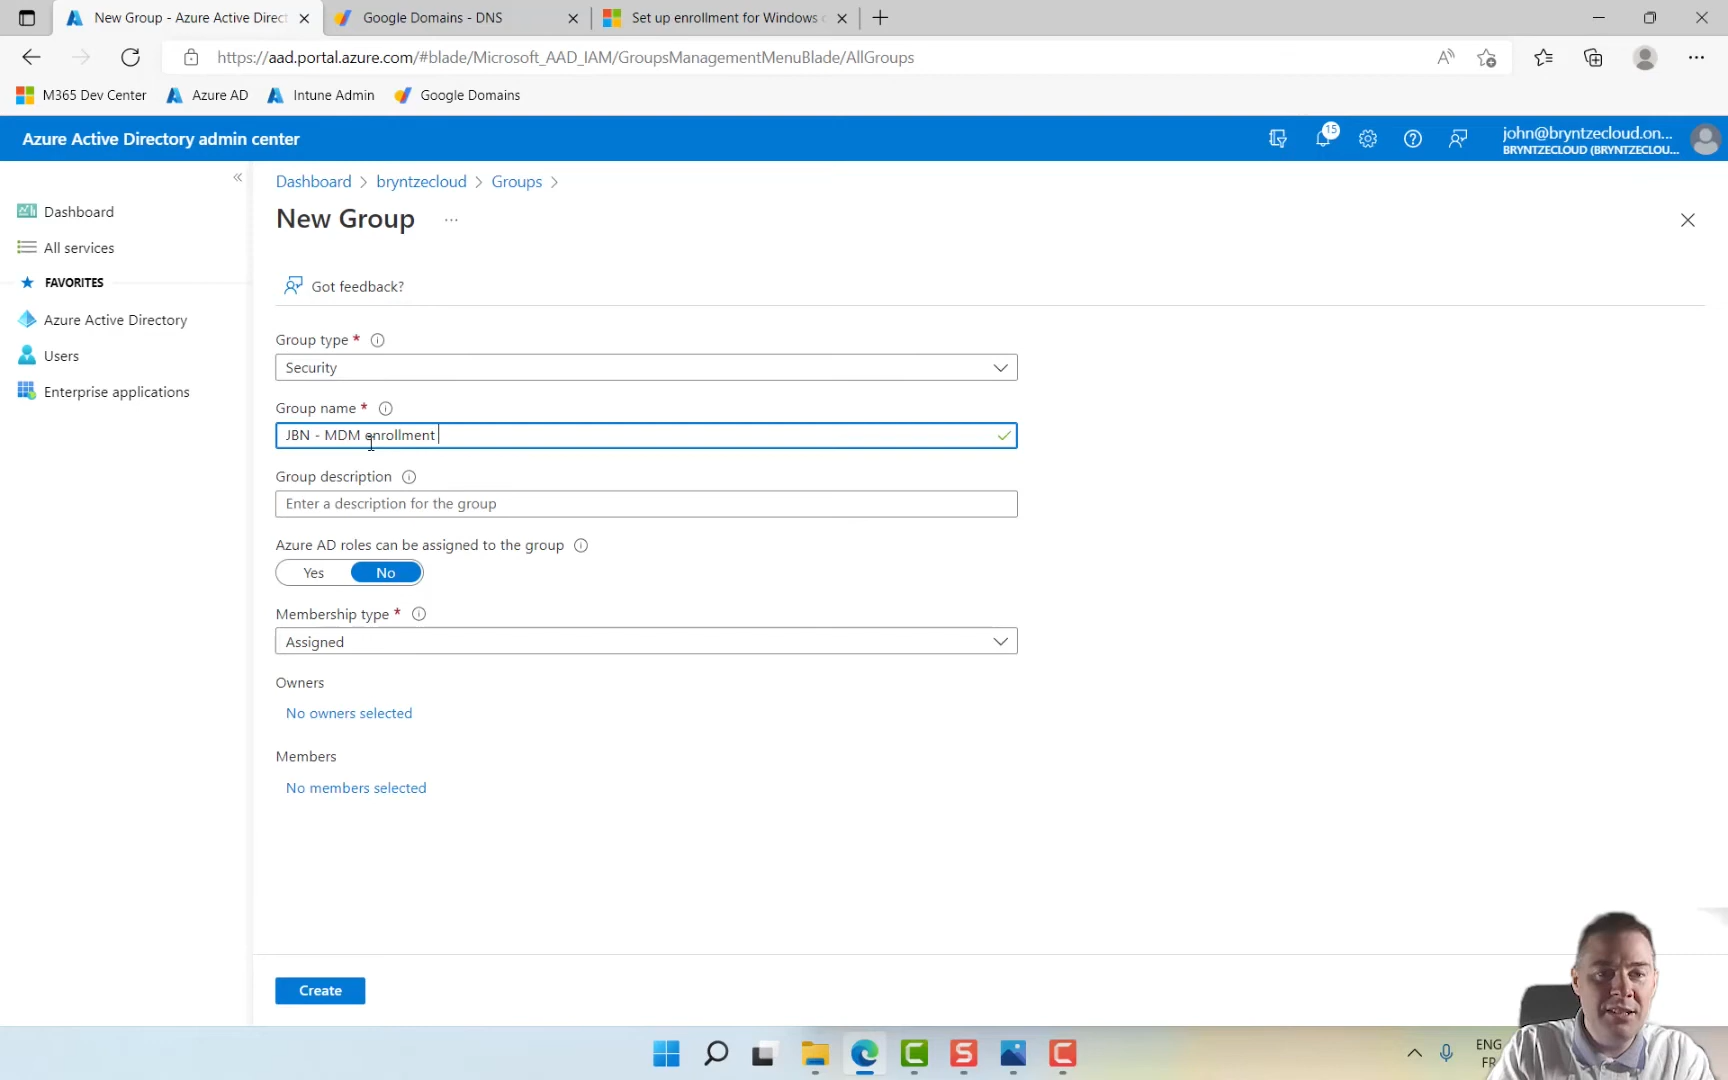 New Group - Azure Active Direct
Google Domains - DNS
Set up enrollment for Windows
https://aad.portal.azure.com/#blade/Microsoft_AAD_IAM/GroupsManagementMenuBlade/AllGroups
M365 Dev Center
Azure AD
Intune Admin
Google Domains
Azure Active Directory admin center
15
john@bryntzecloud.on...
BRYNTZECLOUD (BRYNTZECLOU...
Dashboard
All services
FAVORITES
Azure Active Directory
Users
Enterprise applications
Dashboard > bryntzecloud > Groups >
New Group
Got feedback?
Group type *
Security
Group name *
JBN - MDM enrollment
Group description
Enter a description for the group
Azure AD roles can be assigned to the group
Yes No
Membership type *
Assigned
Owners
No owners selected
Members
No members selected
Create
ENG
FR